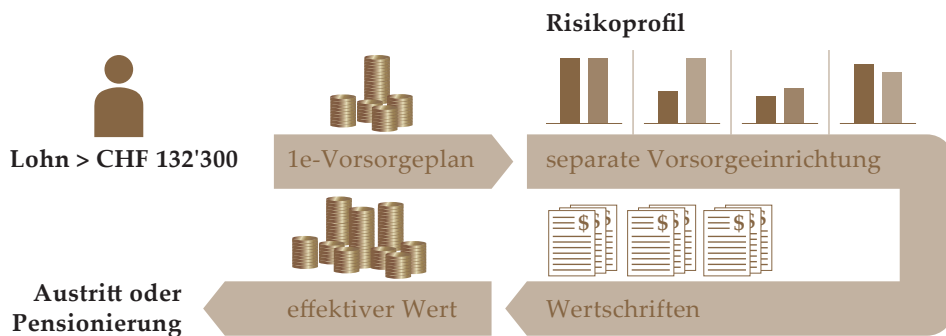 Risikoprofil
Lohn > CHF 132'300
1e-Vorsorgeplan
separate Vorsorgeeinrichtung
$ $ $ $ $ $ $ $ $
Austritt oder
Pensionierung
effektiver Wert
Wertschriften